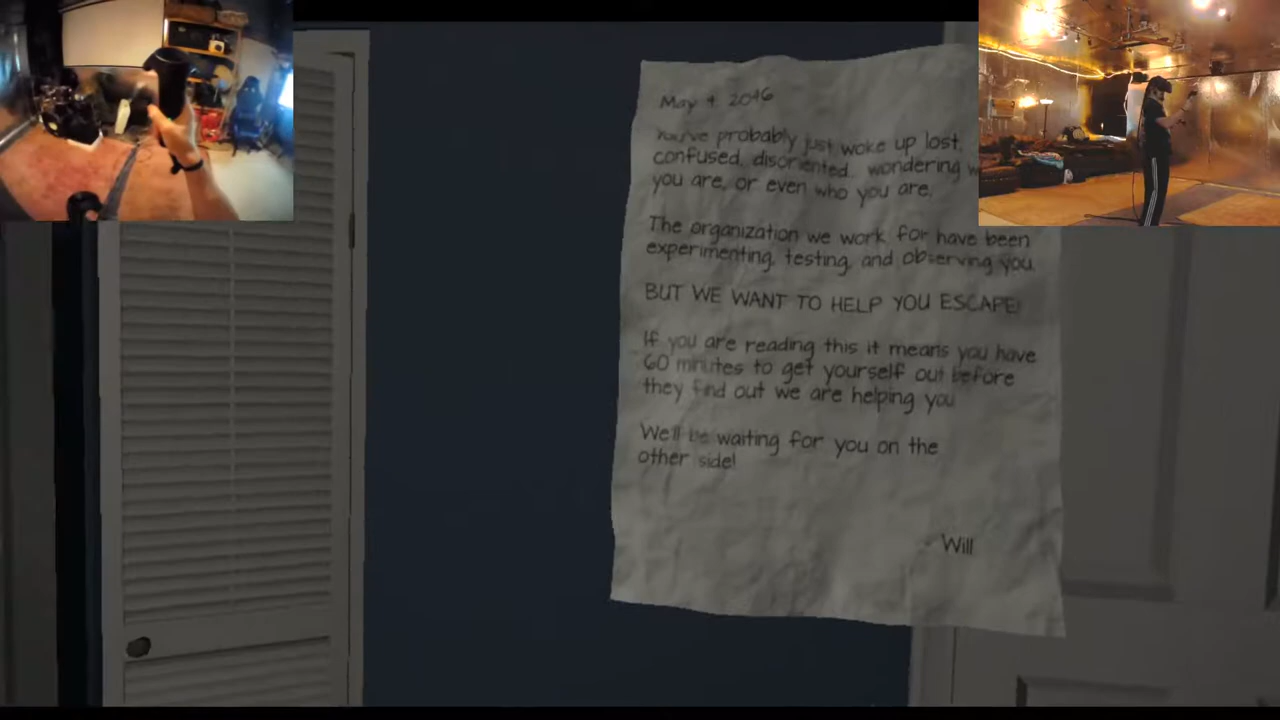 May 9 2046
You've probably just woke up lost,
confused, disoriented... wondering
you are, or even who you are.
The organization we work for have been
experimenting, testing, and observing you.
BUT WE WANT TO HELP YOU ESCAPE!
If you are reading this it means you have
60 minutes to get yourself out before
they find out we are helping you
We'll be waiting for you on the
other side!
- Will